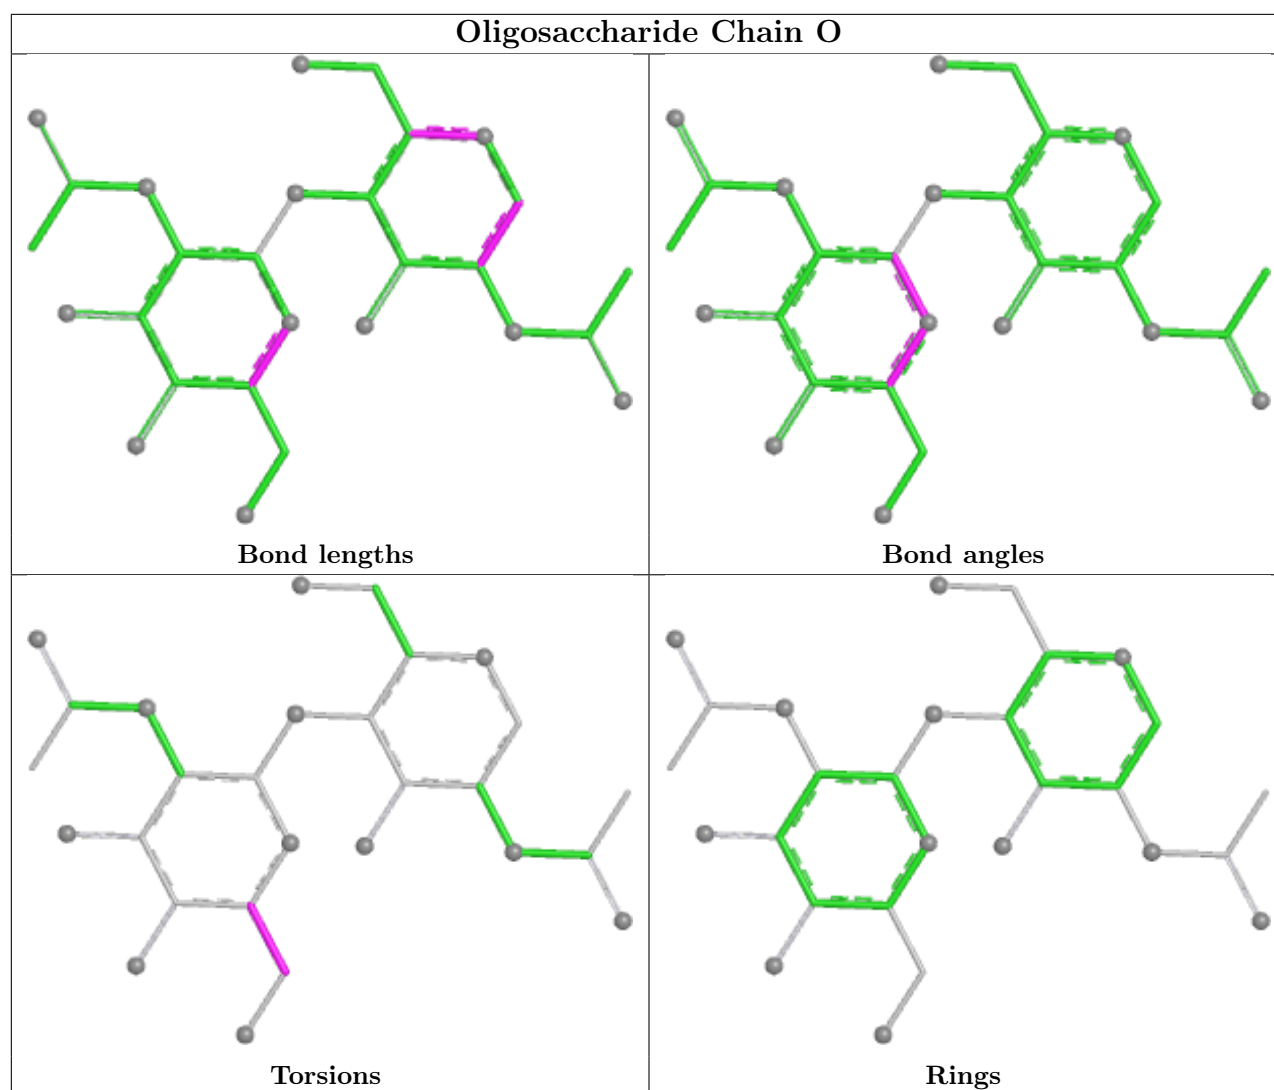 Oligosaccharide Chain O
Bond lengths
Bond angles
Torsions
Rings